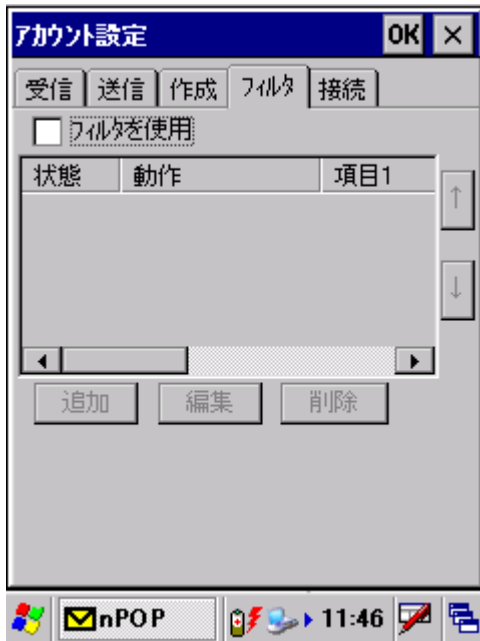 アカウント設定 OK ×
受信 送信 作成 フィルタ 接続
フィルタを使用
状態 動作 項目1
↑
↓
追加 編集 削除
nPOP 11:46